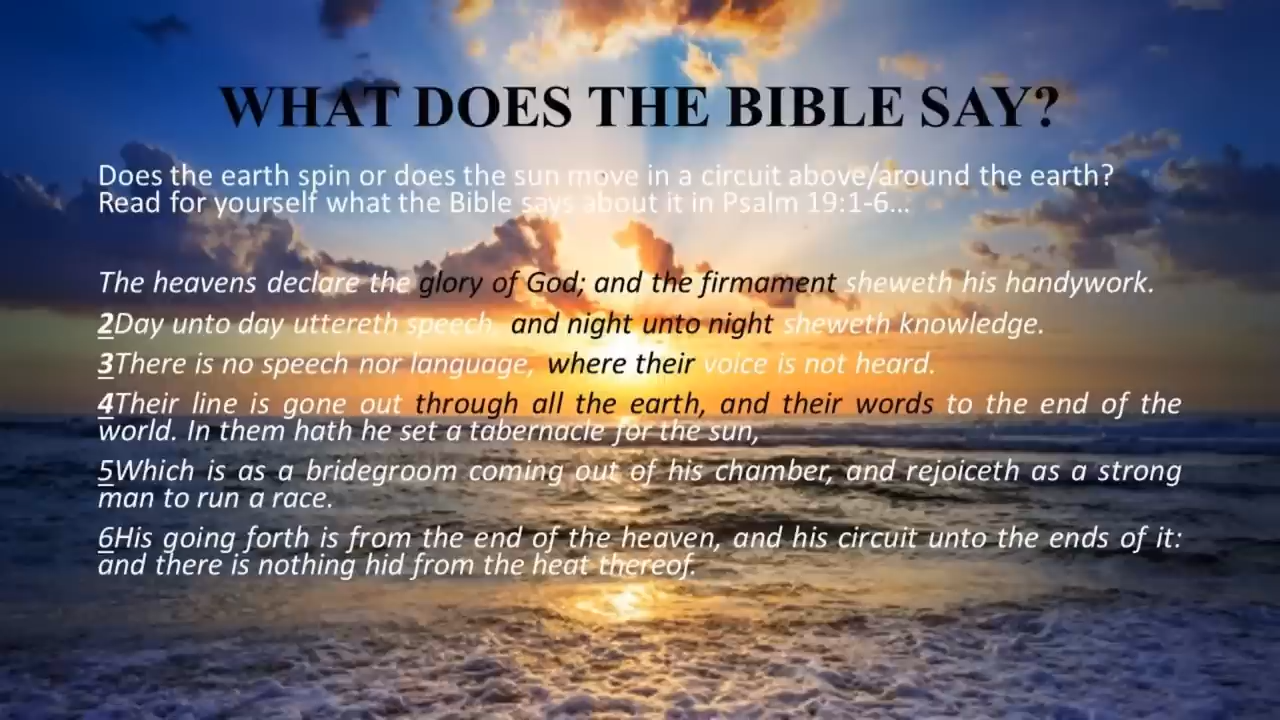 WHAT DOES THE BIBLE SAY?
Does the earth spin or does the sun move in a circuit above/around the earth?
Read for yourself what the Bible says about it in Psalm 19:1-6...
The heavens declare the glory of God; and the firmament sheweth his handywork.
2Day unto day uttereth speech, and night unto night sheweth knowledge.
3There is no speech nor language, where their voice is not heard.
4Their line is gone out through all the earth, and their words to the end of the
world. In them hath he set a tabernacle for the sun,
5Which is as a bridegroom coming out of his chamber, and rejoiceth as a strong
man to run a race.
6His going forth is from the end of the heaven, and his circuit unto the ends of it:
and there is nothing hid from the heat thereof.